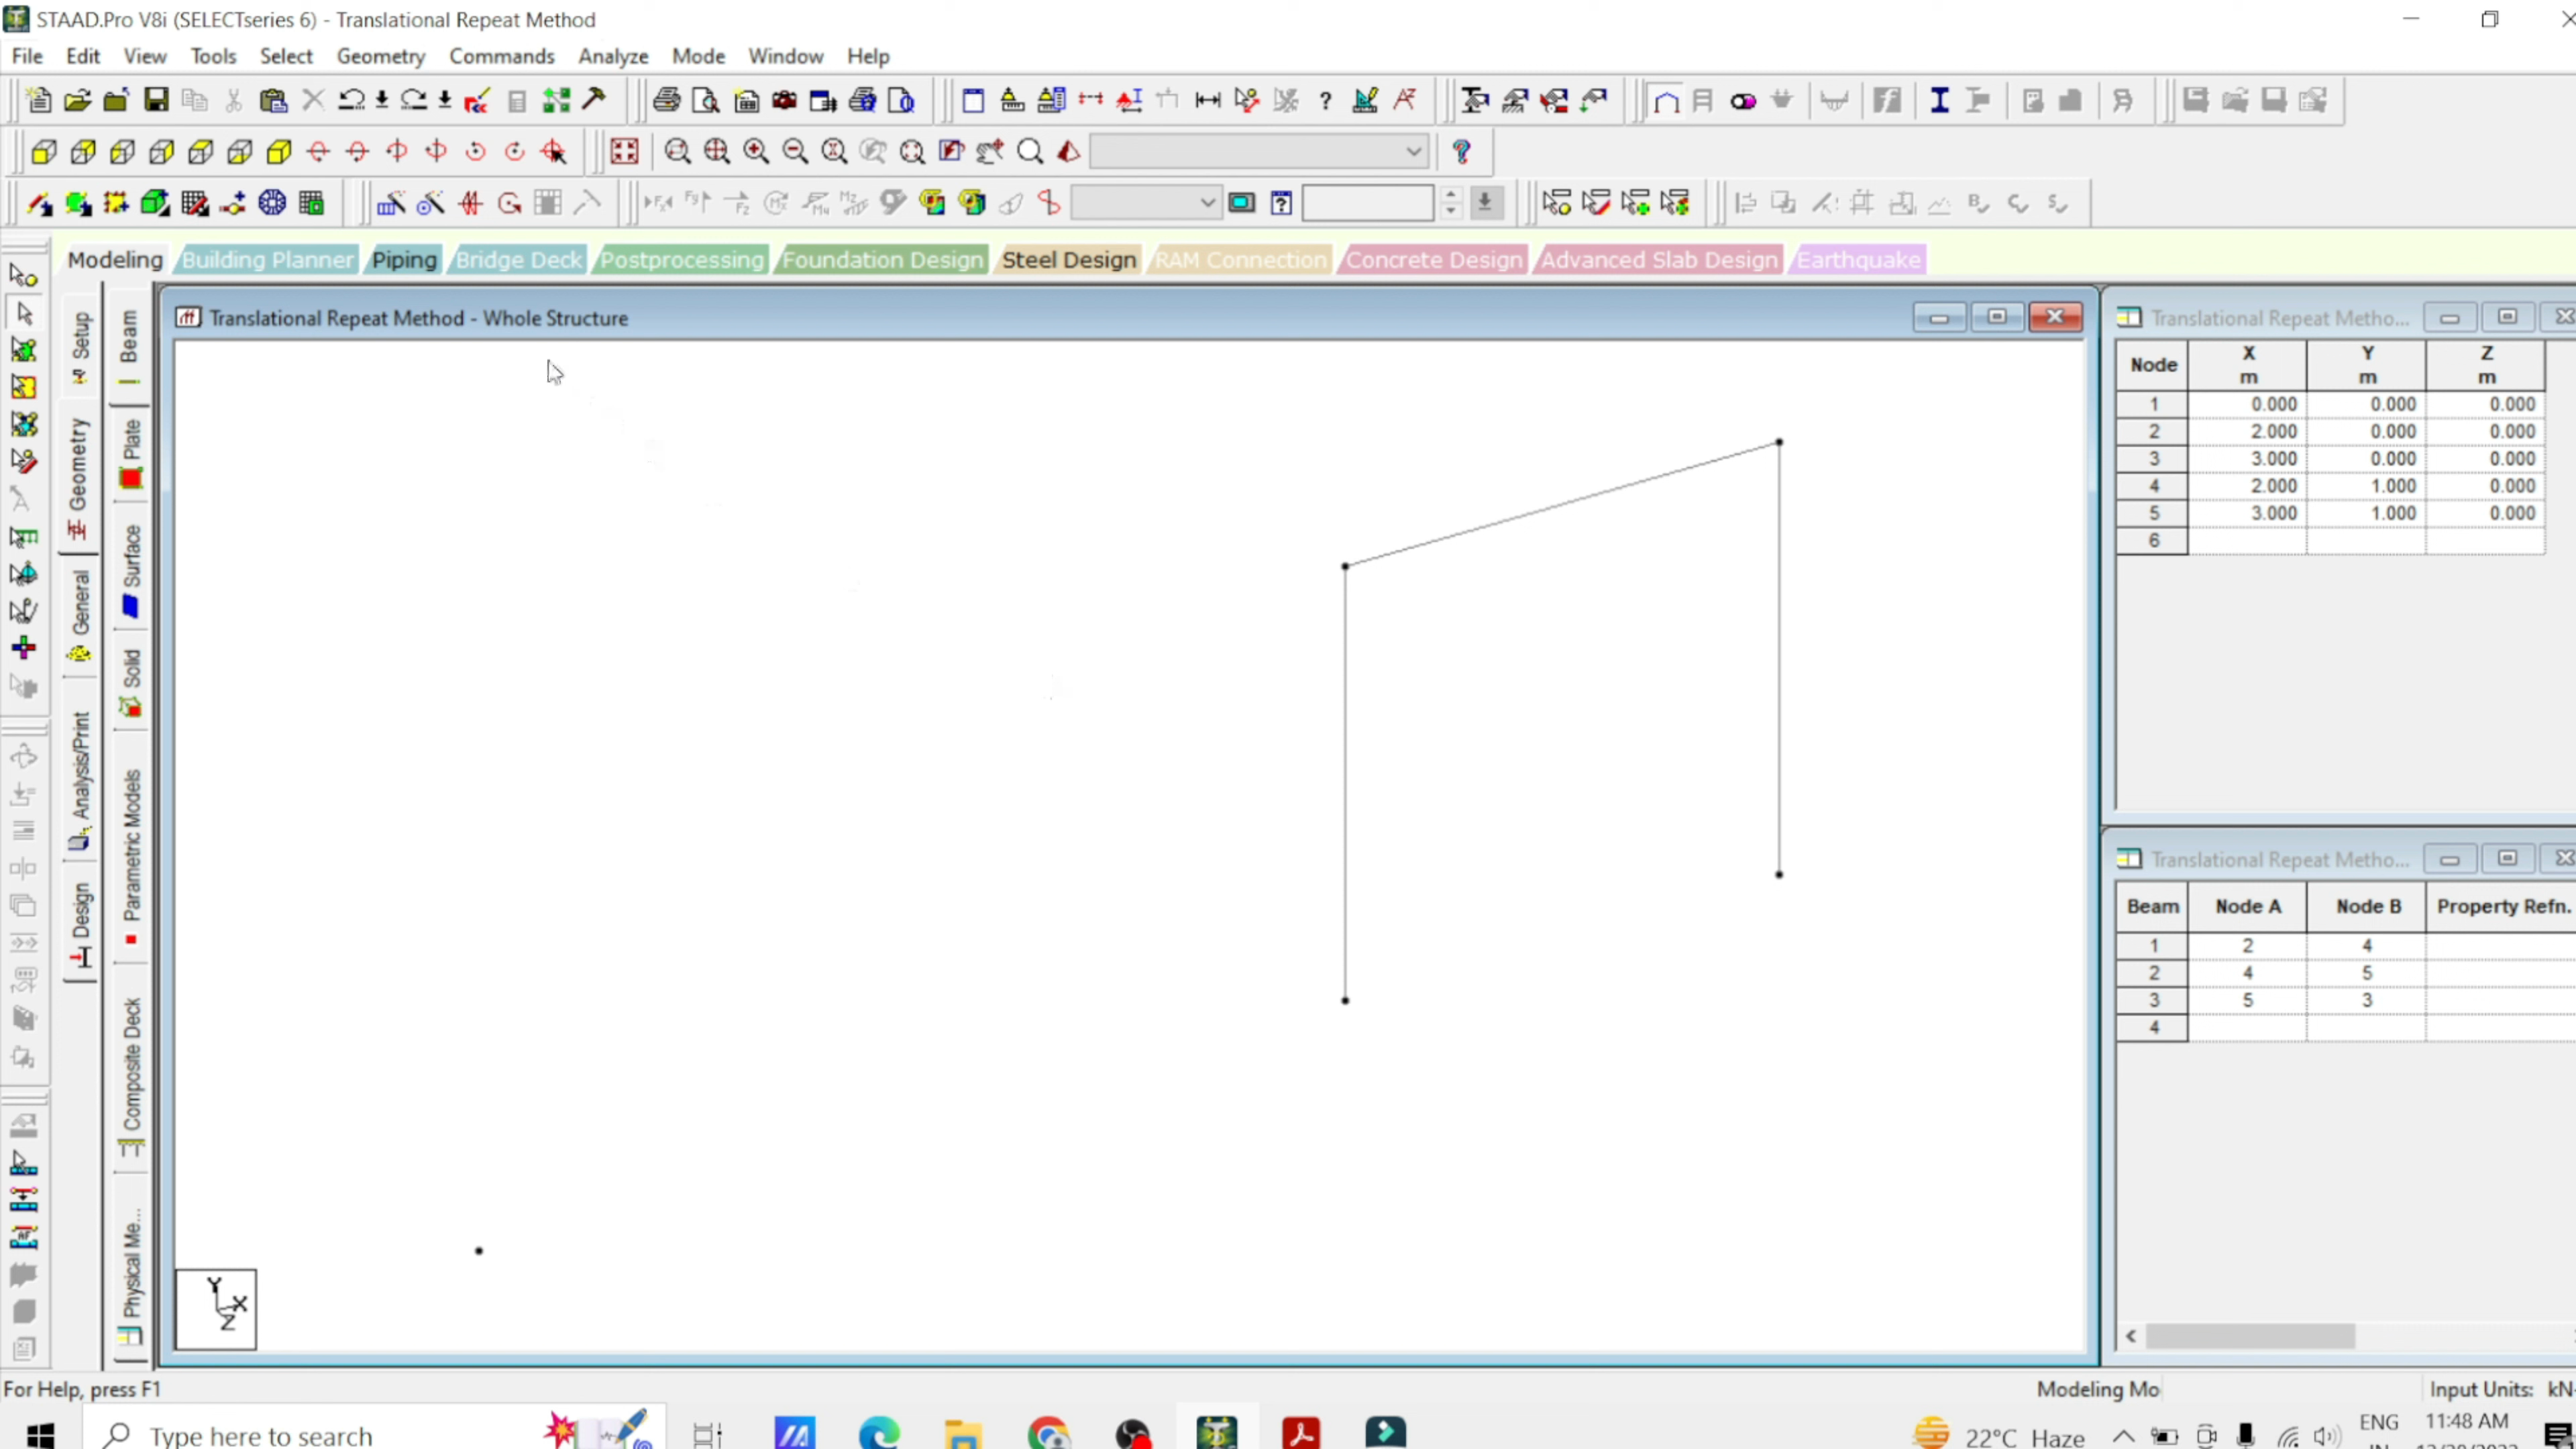 STAAD.Pro V8i (SELECTseries 6) - Translational Repeat Method
File Edit View Tools Select Geometry Commands Analyze Mode Window Help
Modeling Building Planner Piping Bridge Deck Postprocessing Foundation Design Steel Design RAM Connection Concrete Design Advanced Slab Design Earthquake
Setup
Geometry
General
Analysis/Print
Design
Beam
Plate
Surface
Solid
Parametric Models
Composite Deck
Physical Me...
Translational Repeat Method - Whole Structure
Y
X
Z
Translational Repeat Metho...
Node X Y Z
m m m
1 0.000 0.000 0.000
2 2.000 0.000 0.000
3 3.000 0.000 0.000
4 2.000 1.000 0.000
5 3.000 1.000 0.000
6
Translational Repeat Metho...
Beam Node A Node B Property Refn.
1 2 4
2 4 5
3 5 3
4
For Help, press F1
Modeling Mo
Input Units: kN-
Type here to search
22°C Haze
ENG
11:48 AM